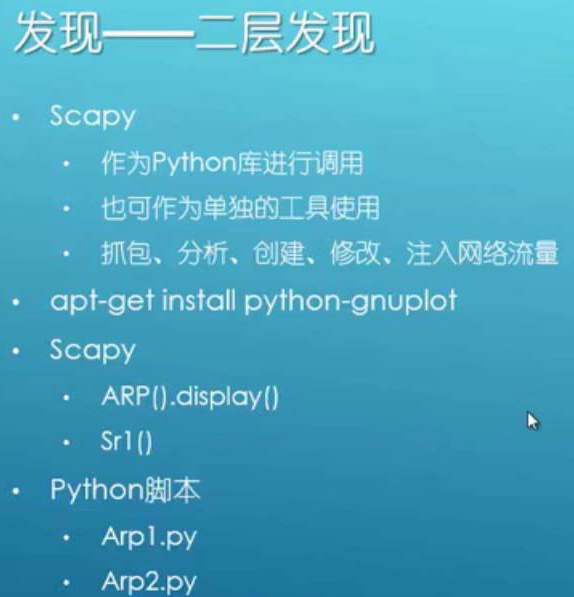 发现——二层发现
• Scapy
• 作为Python库进行调用
• 也可作为单独的工具使用
• 抓包、分析、创建、修改、注入网络流量
• apt-get install python-gnuplot
• Scapy
• ARP().display()
• Sr1()
• Python脚本
• Arp1.py
• Arp2.py